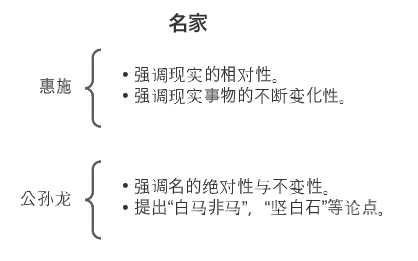 名家
惠施
• 强调现实的相对性。
• 强调现实事物的不断变化性。
公孙龙
• 强调名的绝对性与不变性。
• 提出“白马非马”，“坚白石”等论点。